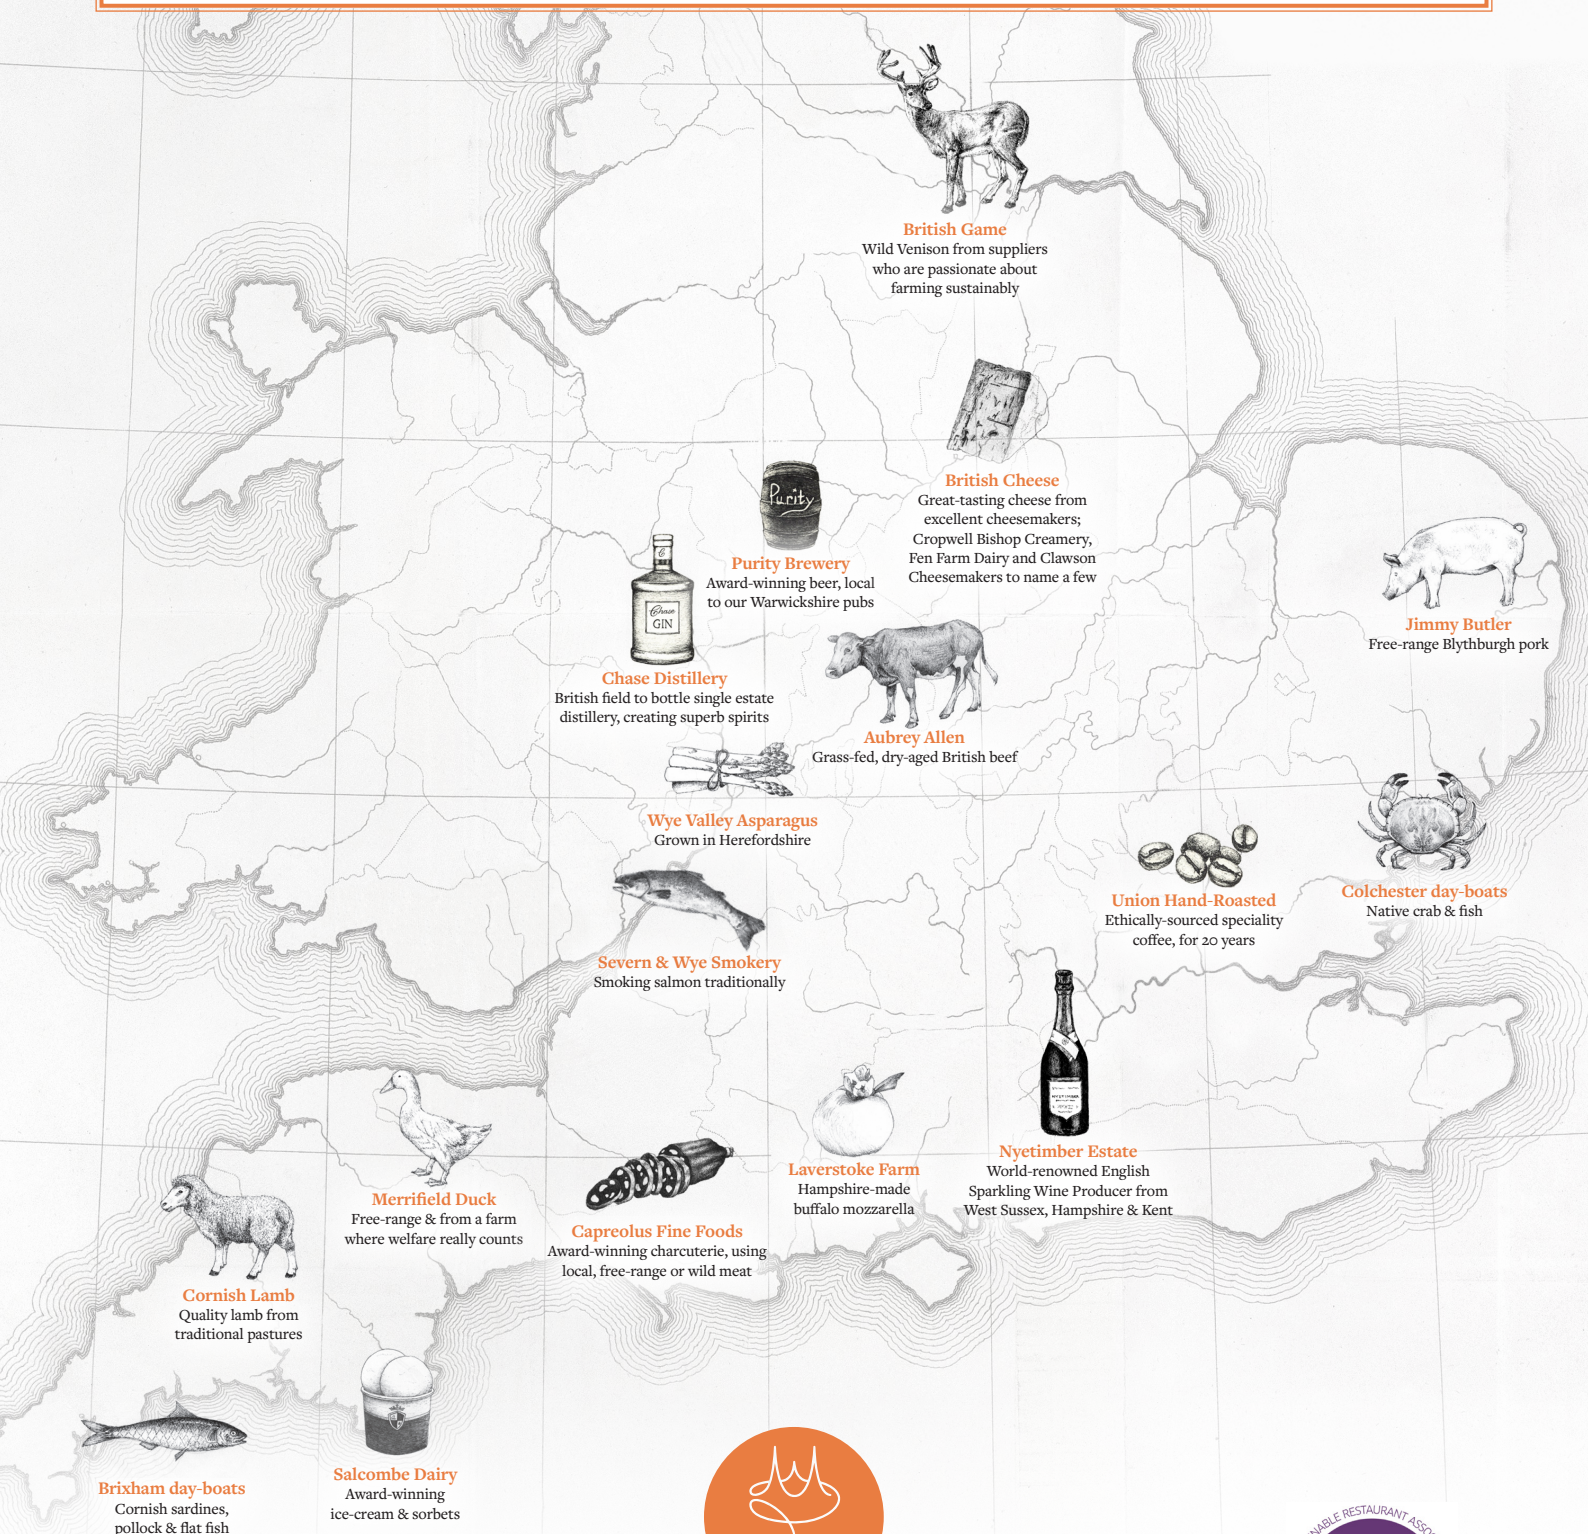 British Game
Wild Venison from suppliers
who are passionate about
farming sustainably
British Cheese
Great-tasting cheese from
excellent cheesemakers;
Cropwell Bishop Creamery,
Fen Farm Dairy and Clawson
Cheesemakers to name a few
Purity
Purity Brewery
Award-winning beer, local
to our Warwickshire pubs
Jimmy Butler
Free-range Blythburgh pork
Chase
GIN
Chase Distillery
British field to bottle single estate
distillery, creating superb spirits
Aubrey Allen
Grass-fed, dry-aged British beef
Wye Valley Asparagus
Grown in Herefordshire
Union Hand-Roasted
Ethically-sourced speciality
coffee, for 20 years
Colchester day-boats
Native crab & fish
Severn & Wye Smokery
Smoking salmon traditionally
NYETIMBER
Nyetimber Estate
World-renowned English
Sparkling Wine Producer from
West Sussex, Hampshire & Kent
Laverstoke Farm
Hampshire-made
buffalo mozzarella
Merrifield Duck
Free-range & from a farm
where welfare really counts
Capreolus Fine Foods
Award-winning charcuterie, using
local, free-range or wild meat
Cornish Lamb
Quality lamb from
traditional pastures
Salcombe Dairy
Award-winning
ice-cream & sorbets
Brixham day-boats
Cornish sardines,
pollock & flat fish
RESTAURANT